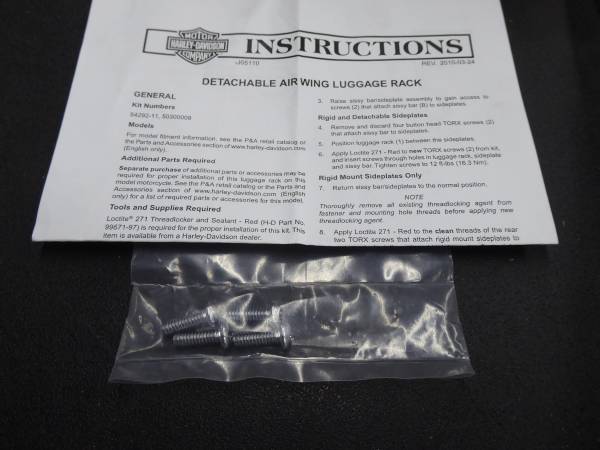 MOTOR
HARLEY-DAVIDSON
COMPANY
INSTRUCTIONS
-J05110
REV. 2015-03-24
DETACHABLE AIR WING LUGGAGE RACK
GENERAL
Kit Numbers
54292-11, 50300008
Models
For model fitment information, see the P&A retail catalog or
the Parts and Accessories section of www.harley-davidson.com
(English only).
Additional Parts Required
Separate purchase of additional parts or accessories may be
required for proper installation of this luggage rack on this
model motorcycle. See the P&A retail catalog or the Parts and
Accessories section of www.harley-davidson.com (English
only) for a list of required parts or accessories for this model.
Tools and Supplies Required
Loctite® 271 Threadlocker and Sealant - Red (H-D Part No.
99671-97) is required for the proper installation of this kit. This
item is available from a Harley-Davidson dealer.
3. Raise sissy bar/sideplate assembly to gain access to
screws (2) that attach sissy bar (B) to sideplates.
Rigid and Detachable Sideplates
4. Remove and discard four button head TORX screws (2)
that attach sissy bar to sideplates.
5. Position luggage rack (1) between the sideplates.
6. Apply Loctite 271 - Red to new TORX screws (2) from kit,
and insert screws through holes in luggage rack, sideplate
and sissy bar. Tighten screws to 12 ft-lbs (16.3 Nm).
Rigid Mount Sideplates Only
7. Return sissy bar/sideplates to the normal position.
NOTE
Thoroughly remove all existing threadlocking agent from
fastener and mounting hole threads before applying new
threadlocking agent.
8. Apply Loctite 271 - Red to the clean threads of the rear
two TORX screws that attach rigid mount sideplates to